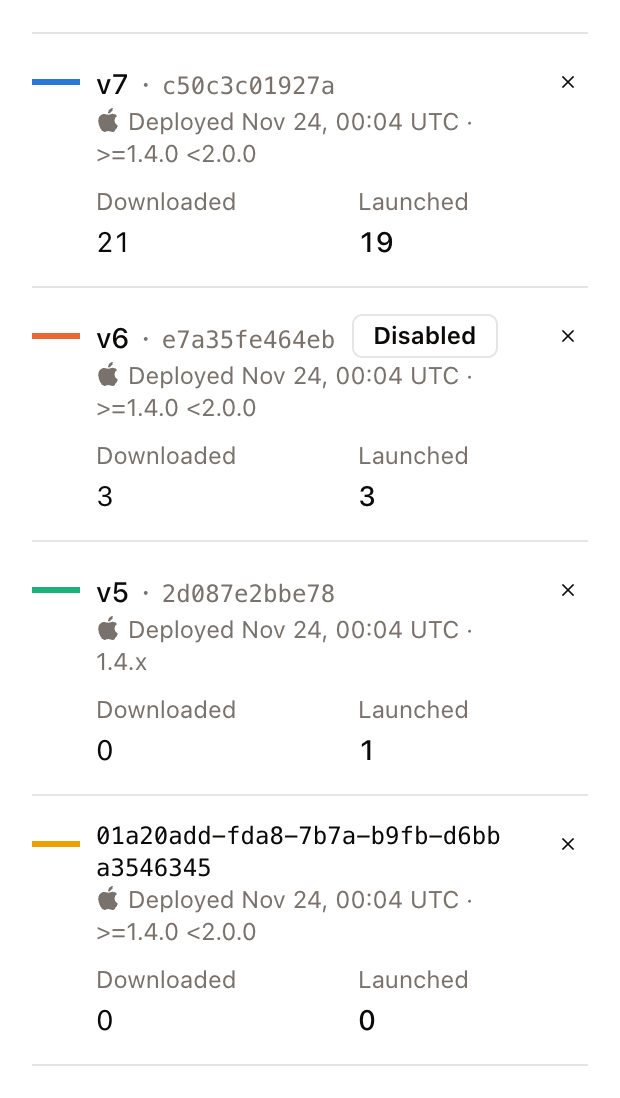 v7 · c50c3c01927a
Deployed Nov 24, 00:04 UTC ·
>=1.4.0 <2.0.0
Downloaded Launched
21 19
v6 · e7a35fe464eb Disabled
Deployed Nov 24, 00:04 UTC ·
>=1.4.0 <2.0.0
Downloaded Launched
3 3
v5 · 2d087e2bbe78
Deployed Nov 24, 00:04 UTC ·
1.4.x
Downloaded Launched
0 1
01a20add-fda8-7b7a-b9fb-d6bb
a3546345
Deployed Nov 24, 00:04 UTC ·
>=1.4.0 <2.0.0
Downloaded Launched
0 0